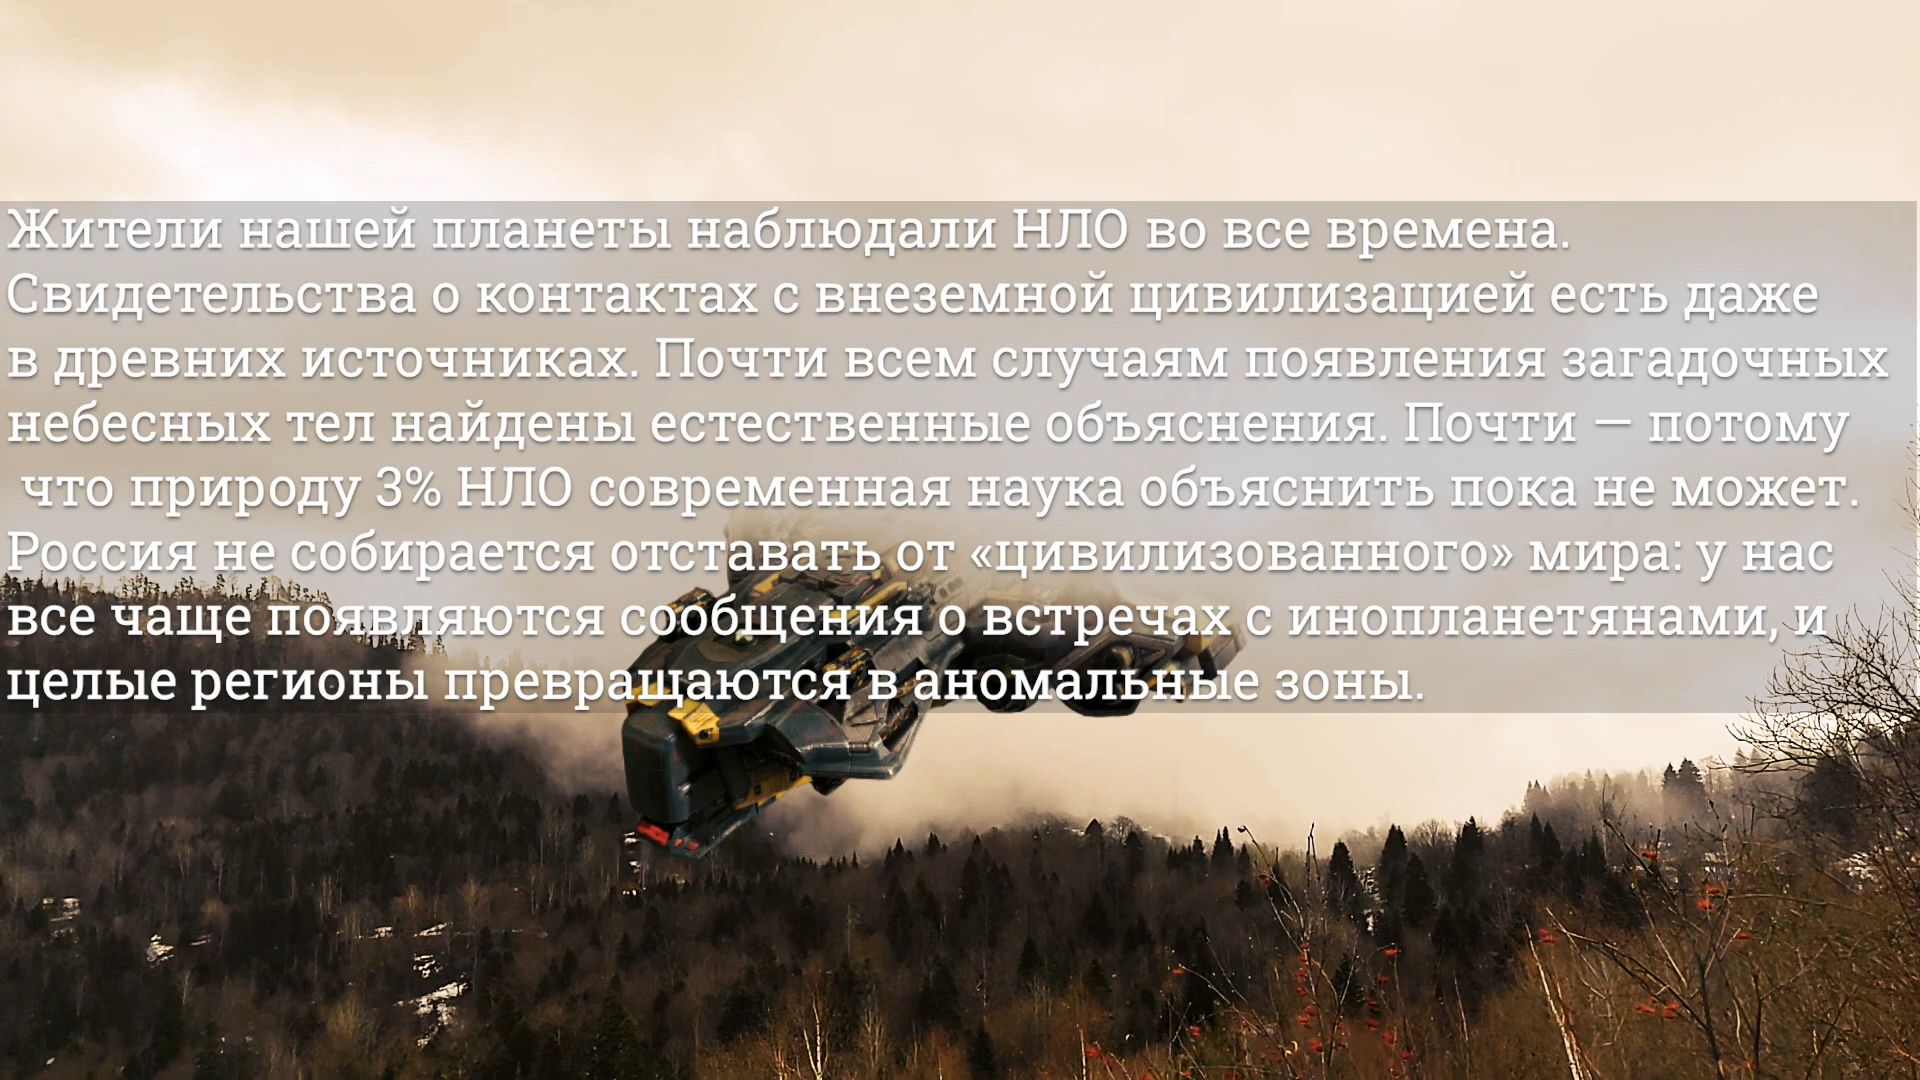 Жители нашей планеты наблюдали НЛО во все времена.
Свидетельства о контактах с внеземной цивилизацией есть даже
в древних источниках. Почти всем случаям появления загадочных
небесных тел найдены естественные объяснения. Почти — потому
что природу 3% НЛО современная наука объяснить пока не может.
Россия не собирается отставать от «цивилизованного» мира: у нас
все чаще появляются сообщения о встречах с инопланетянами, и
целые регионы превращаются в аномальные зоны.